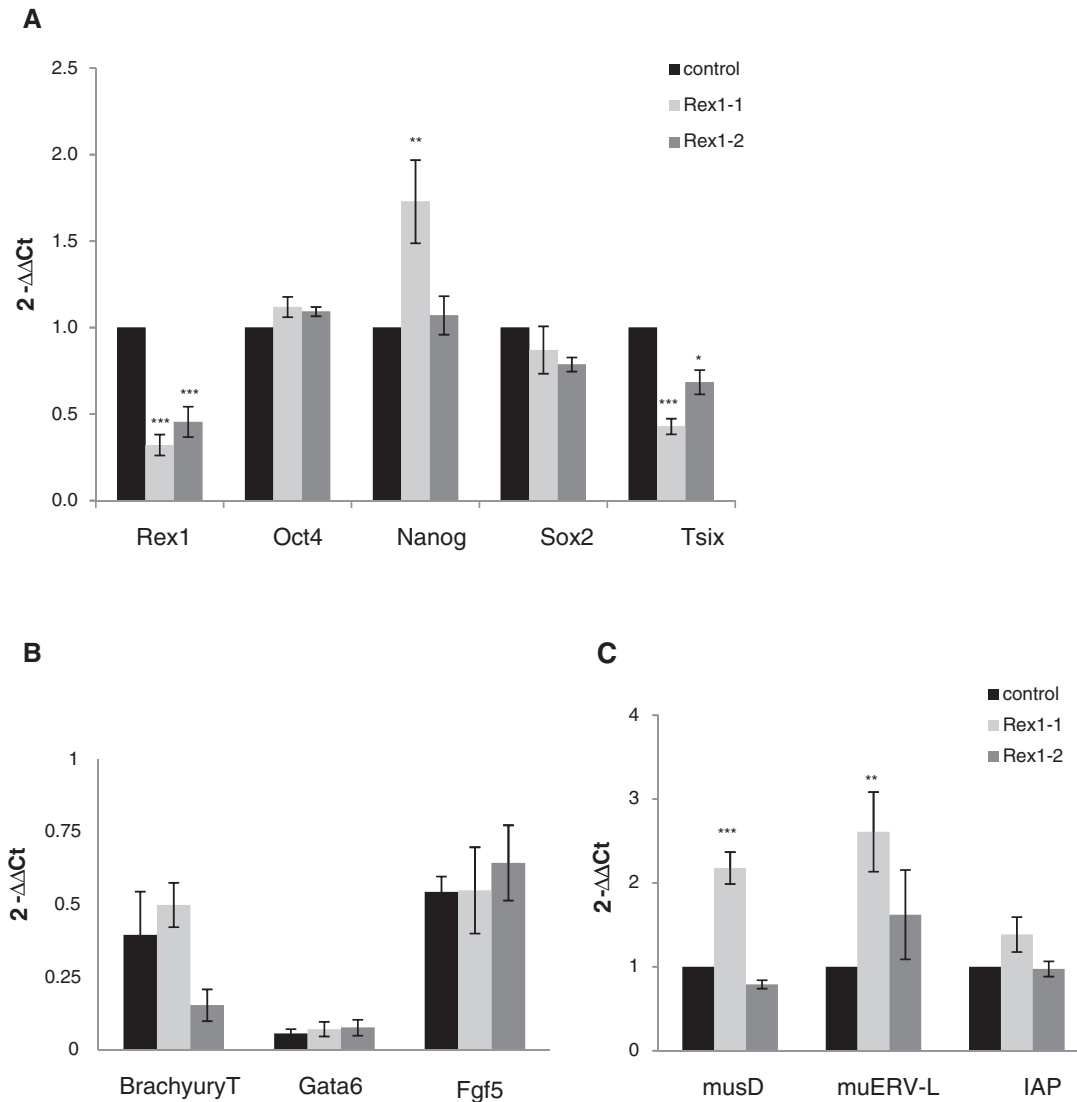 A
2.5
2.0
1.5
1.0
0.5
0.0
2 -ΔΔCt
control
Rex1-1
Rex1-2
**
*** ***
*** *
Rex1 Oct4 Nanog Sox2 Tsix
B
1
0.75
0.5
0.25
0
2 -ΔΔCt
BrachyuryT Gata6 Fgf5
C
4
3
2
1
0
2 -ΔΔCt
control
Rex1-1
Rex1-2
*** **
musD muERV-L IAP